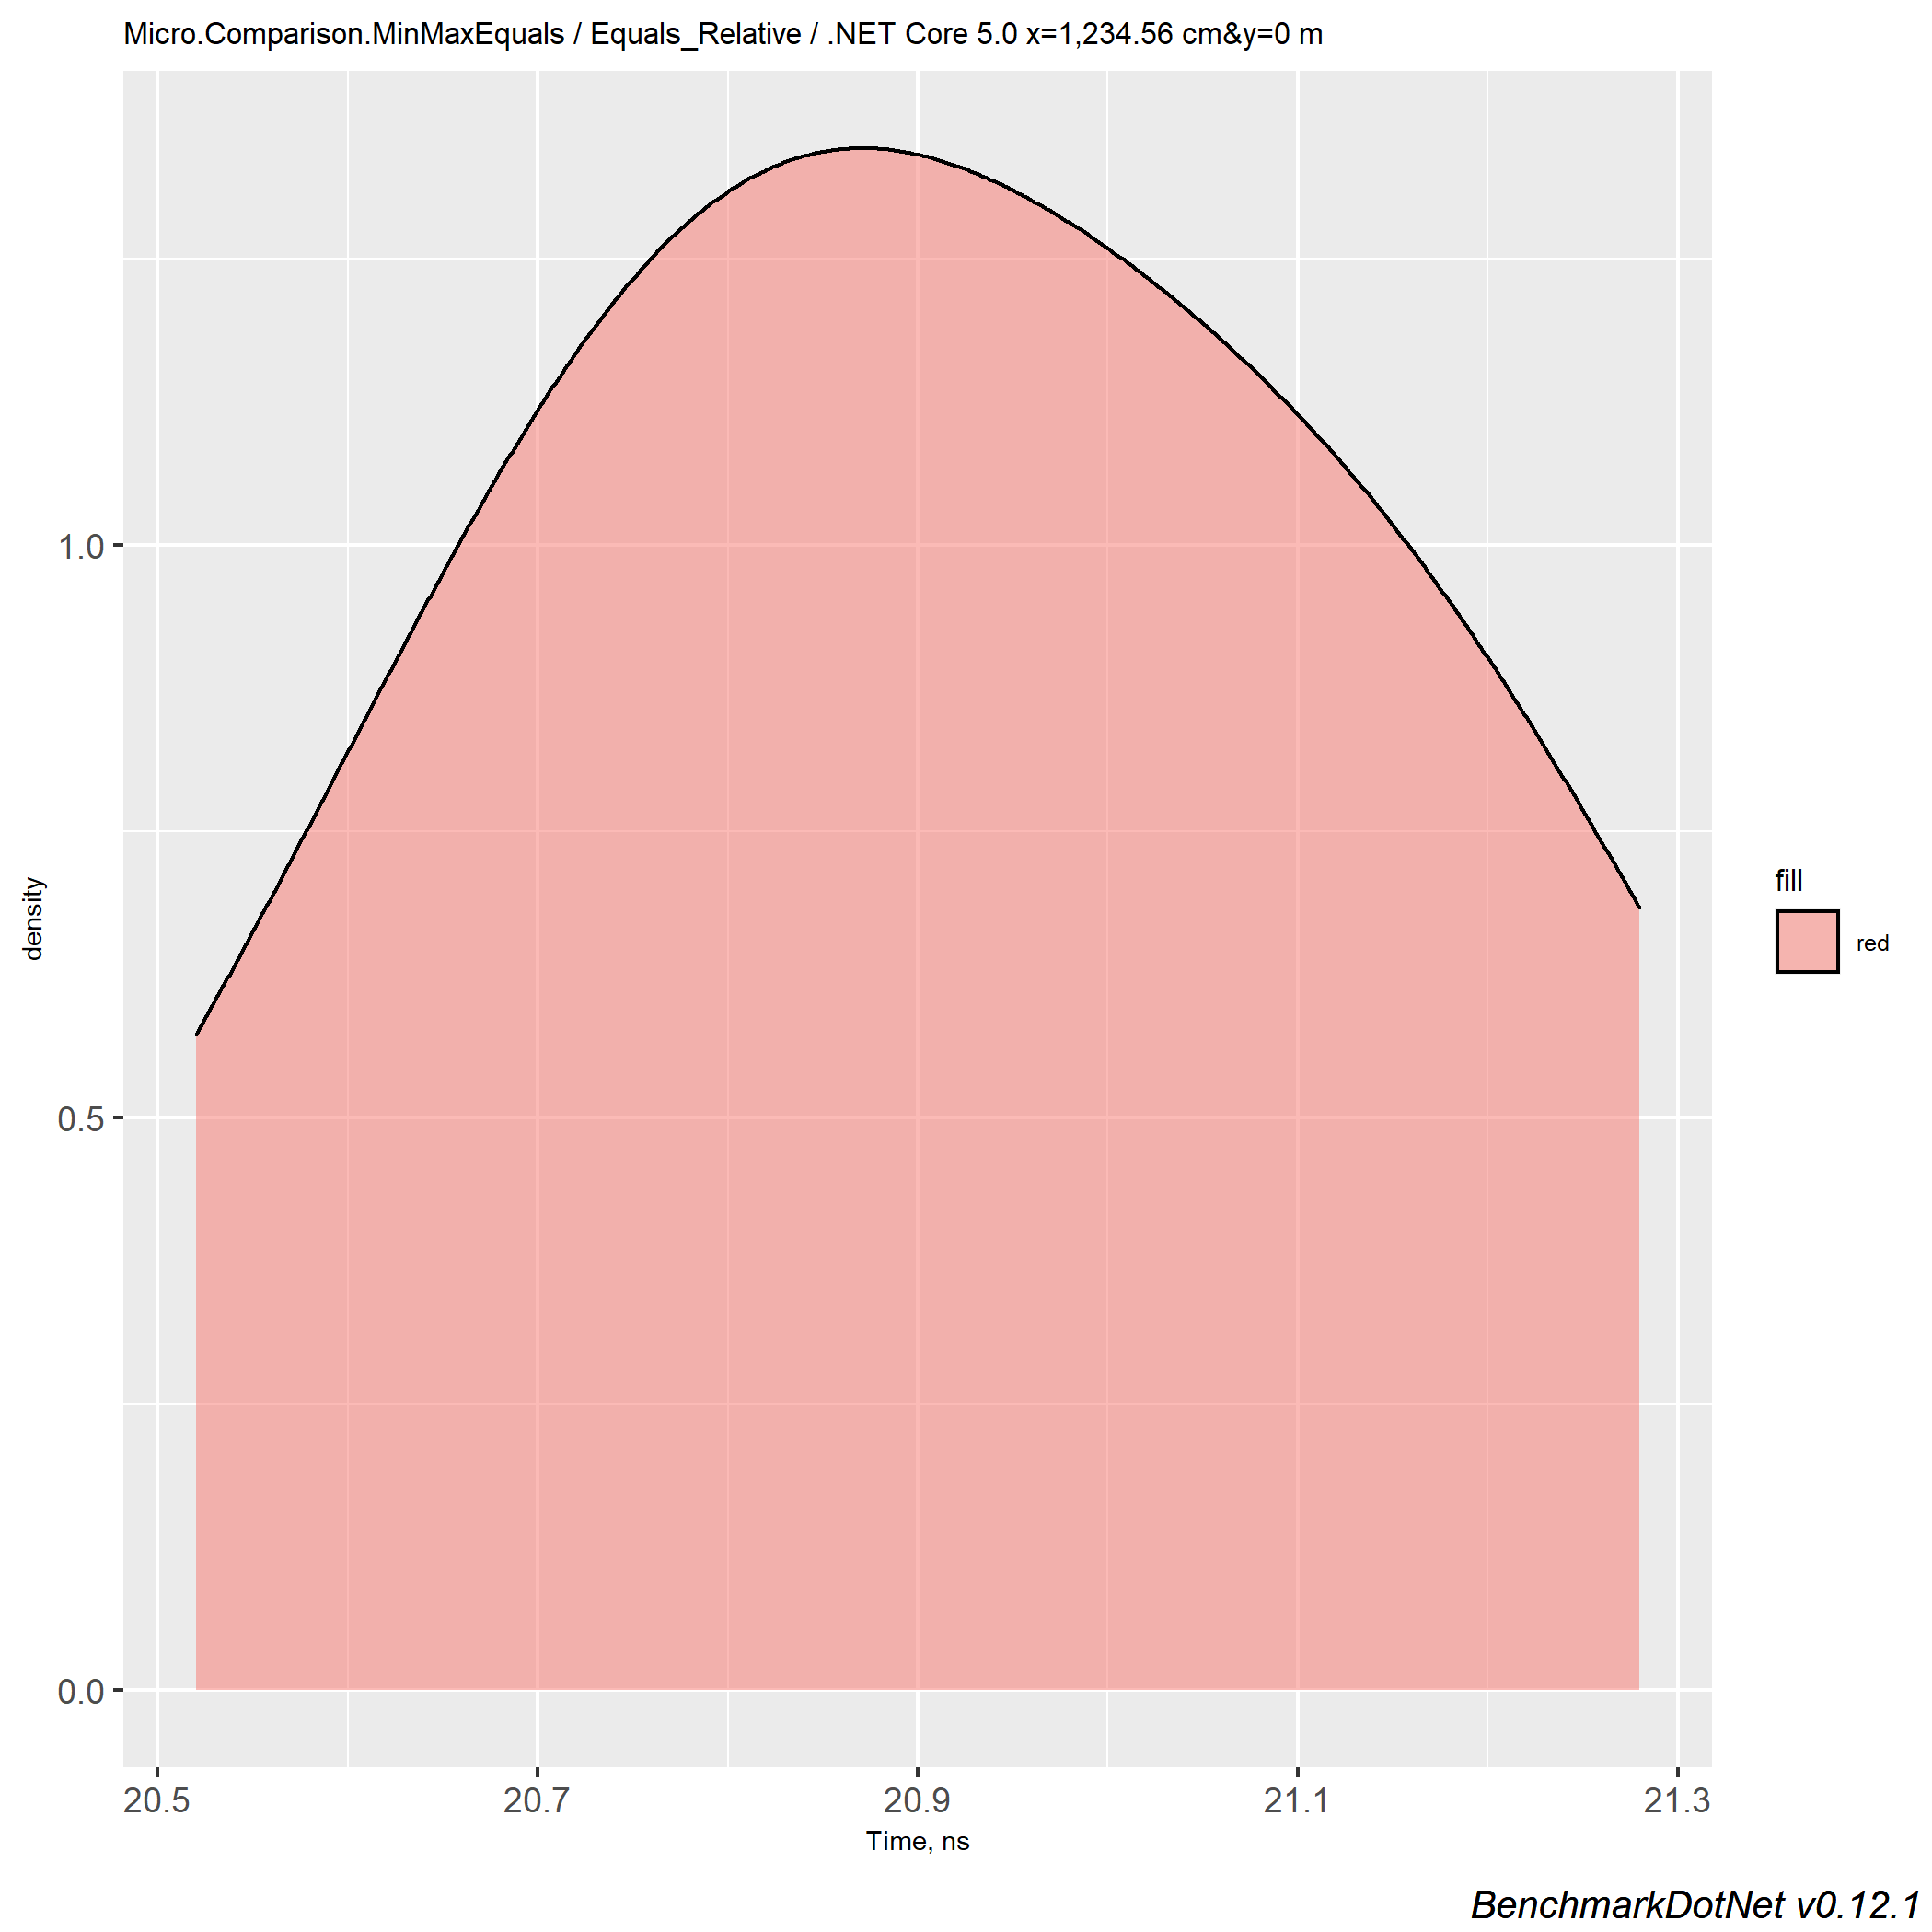 Micro.Comparison.MinMaxEquals / Equals_Relative / .NET Core 5.0 x=1,234.56 cm&y=0 m
density
1.0
0.5
0.0
20.5 20.7 20.9 21.1 21.3
Time, ns
fill
red
BenchmarkDotNet v0.12.1